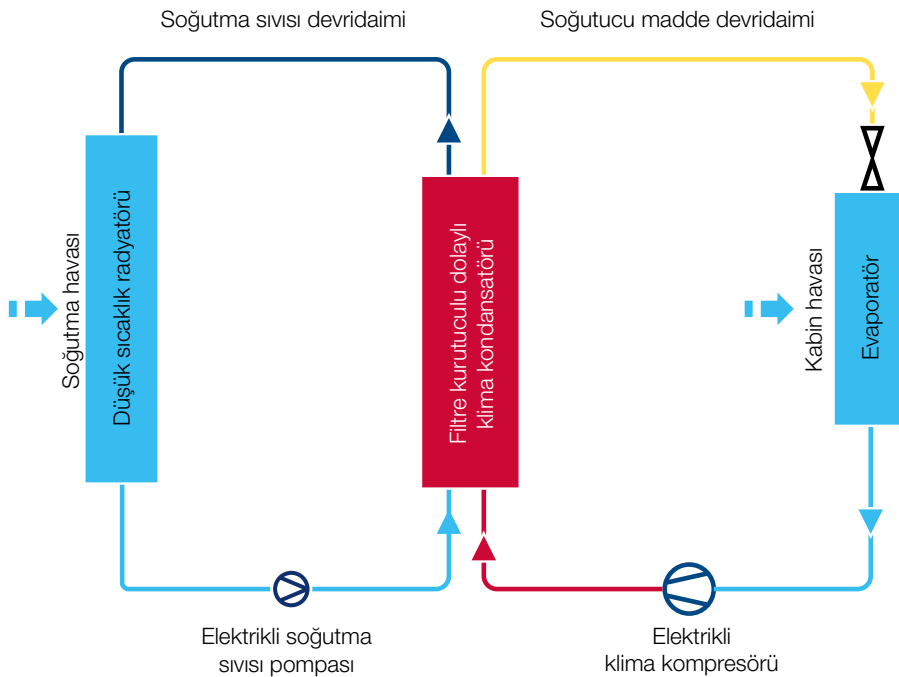 Soğutma sıvısı devridaimi
Soğutucu madde devridaimi
Soğutma havası
Düşük sıcaklık radyatörü
Filtre kurutuculu dolaylı
klima kondansatörü
Kabin havası
Evaporatör
Elektrikli soğutma
sıvısı pompası
Elektrikli
klima kompresörü